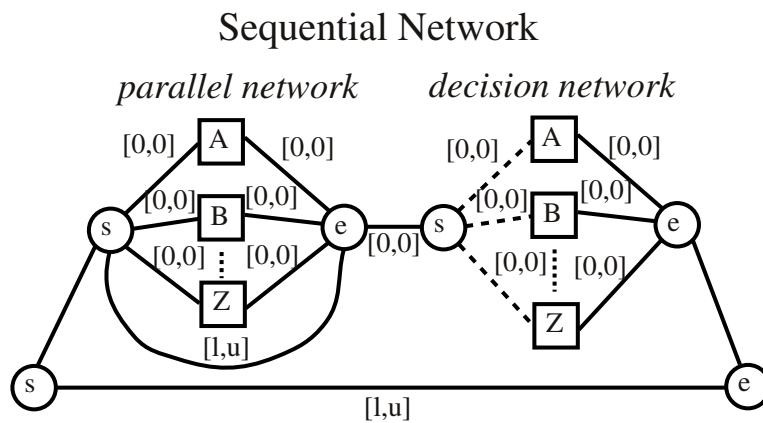 Sequential Network
parallel network decision network
A A
[0,0] [0,0] [0,0] [0,0]
[0,0] B [0,0] [0,0] B [0,0]
s e s e
[0,0]
[0,0] [0,0] [0,0] [0,0]
Z Z
[l,u]
s e
[l,u]